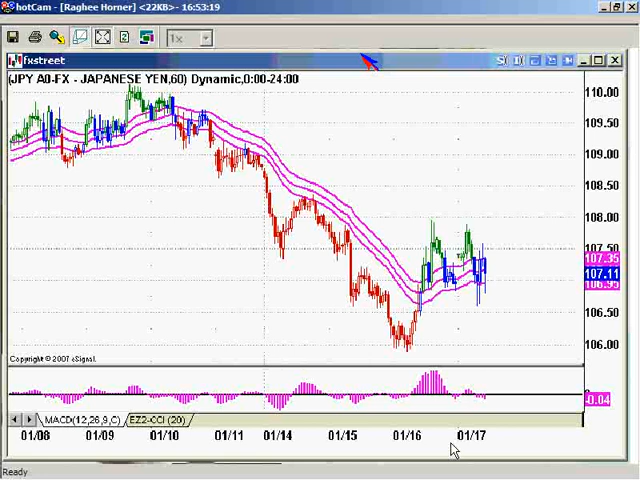 hotCam - [Raghee Horner] <22KB> - 16:53:19
1x
fxstreet
S D
(JPY A0-FX - JAPANESE YEN,60) Dynamic,0:00-24:00
110.00
109.50
109.00
108.50
108.00
107.50
107.35
107.11
106.95
106.50
106.00
Copyright © 2007 eSignal.
0
-0.04
MACD(12,26,9,C) EZ2-CCI (20)
01/08 01/09 01/10 01/11 01/14 01/15 01/16 01/17
Ready